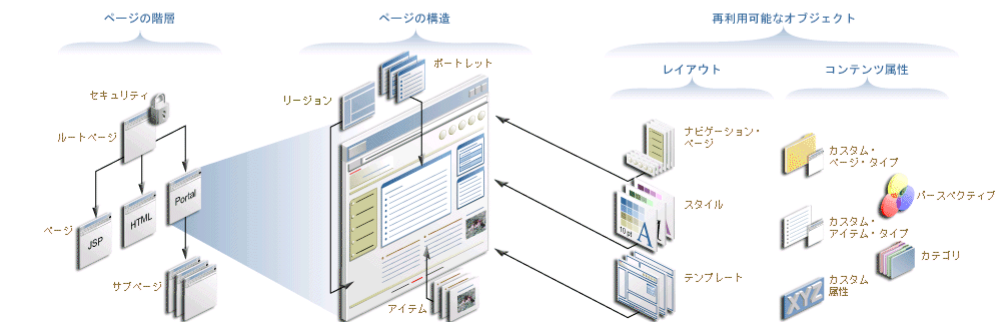 ページの階層
ページの構造
再利用可能なオブジェクト
レイアウト
コンテンツ属性
セキュリティ
ルートページ
ページ
JSP
HTML
Portal
サブページ
リージョン
ポートレット
アイテム
ナビゲーション・
ページ
スタイル
10 pt
A
テンプレート
カスタム・
ページ・タイプ
パースペクティブ
カスタム・
アイテム・タイプ
カテゴリ
XYZ
カスタム
属性